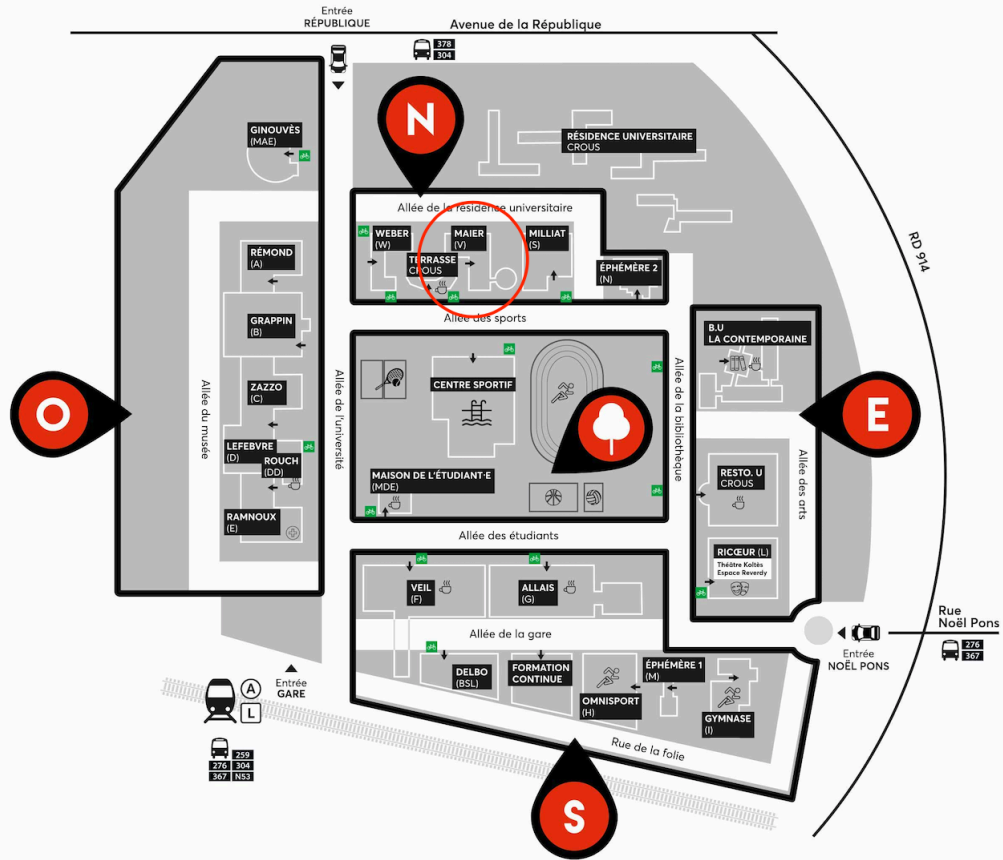 Entrée
RÉPUBLIQUE
Avenue de la République
378
304
N
GINOUVÈS
(MAE)
RÉSIDENCE UNIVERSITAIRE
CROUS
Allée de la résidence universitaire
WEBER
(W)
MAIER
(V)
MILLIAT
(S)
TERRASSE
CROUS
ÉPHÉMÈRE 2
(N)
RD 914
RÉMOND
(A)
GRAPPIN
(B)
ZAZZO
(C)
LEFEBVRE
(D)
ROUCH
(DD)
RAMNOUX
(E)
Allée du musée
Allée de l'université
O
Allée des sports
CENTRE SPORTIF
MAISON DE L'ÉTUDIANT·E
(MDE)
Allée de la bibliothèque
B.U
LA CONTEMPORAINE
E
RESTO. U
CROUS
Allée des arts
RICŒUR (L)
Théâtre Koltès
Espace Reverdy
Allée des étudiants
VEIL
(F)
ALLAIS
(G)
Allée de la gare
DELBO
(BSL)
FORMATION
CONTINUE
OMNISPORT
(H)
ÉPHÉMÈRE 1
(M)
GYMNASE
(I)
Rue de la folie
Rue
Noël Pons
276
367
Entrée
NOËL PONS
Entrée
GARE
A
L
259
276 304
367 N53
S